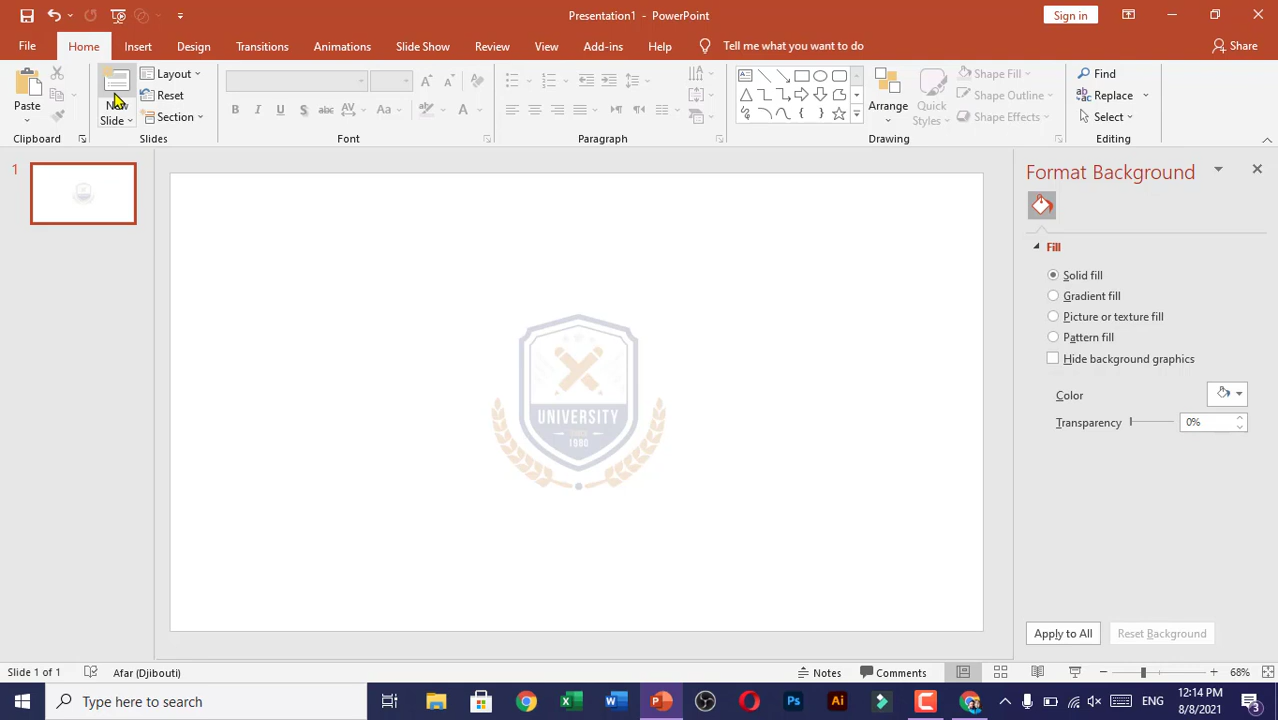 Presentation1 - PowerPoint
Sign in
File Home Insert Design Transitions Animations Slide Show Review View Add-ins Help Tell me what you want to do Share
Paste
New Slide
Layout
Reset
Section
Arrange
Quick Styles
Shape Fill
Shape Outline
Shape Effects
Find
Replace
Select
Clipboard Slides Font Paragraph Drawing Editing
1
UNIVERSITY
1980
Format Background
Fill
Solid fill
Gradient fill
Picture or texture fill
Pattern fill
Hide background graphics
Color
Transparency 0%
Apply to All Reset Background
Slide 1 of 1 Afar (Djibouti) Notes Comments 68%
Type here to search
ENG
12:14 PM
8/8/2021
3